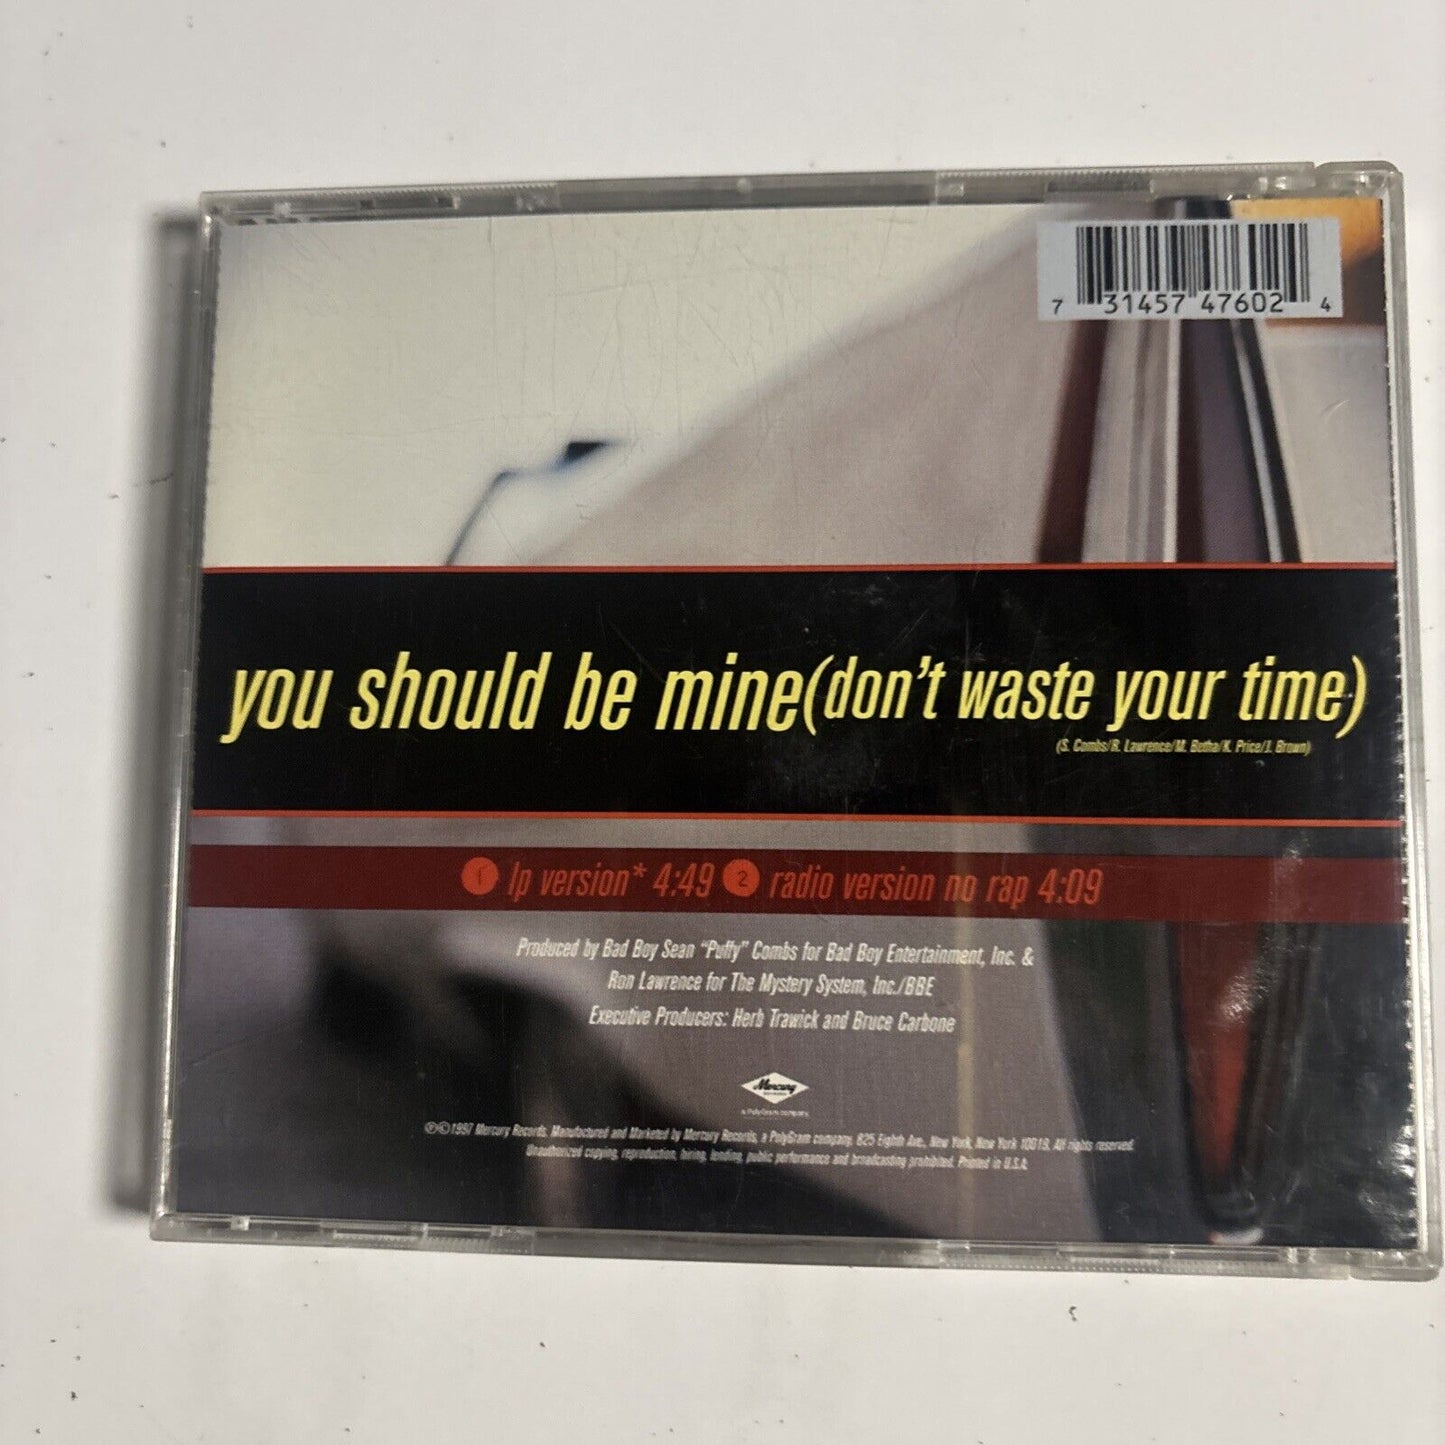 7 31457 47602 4
you should be mine(don't waste your time)
(S. Combs/R. Lawrence/M. Betha/K. Price/J. Brown)
1 lp version* 4:49 2 radio version no rap 4:09
Produced by Bad Boy Sean "Puffy" Combs for Bad Boy Entertainment, Inc. &
Ron Lawrence for The Mystery System, Inc./BBE
Executive Producers: Herb Trawick and Bruce Carbone
Mercury
a PolyGram company
℗©1997 Mercury Records. Manufactured and Marketed by Mercury Records, a PolyGram company. 825 Eighth Ave., New York, New York 10019. All rights reserved.
Unauthorized copying, reproduction, hiring, lending, public performance and broadcasting prohibited. Printed in U.S.A.